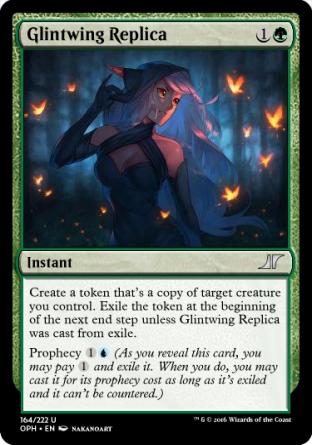 Glintwing Replica 1
Instant
Create a token that's a copy of target creature
you control. Exile the token at the beginning
of the next end step unless Glintwing Replica
was cast from exile.
Prophecy 1 (As you reveal this card, you
may pay 1 and exile it. When you do, you may
cast it for its prophecy cost as long as it's exiled
and it can't be countered.)
164/222 U
OPH • EN NAKANOART
™ & © 2016 Wizards of the Coast